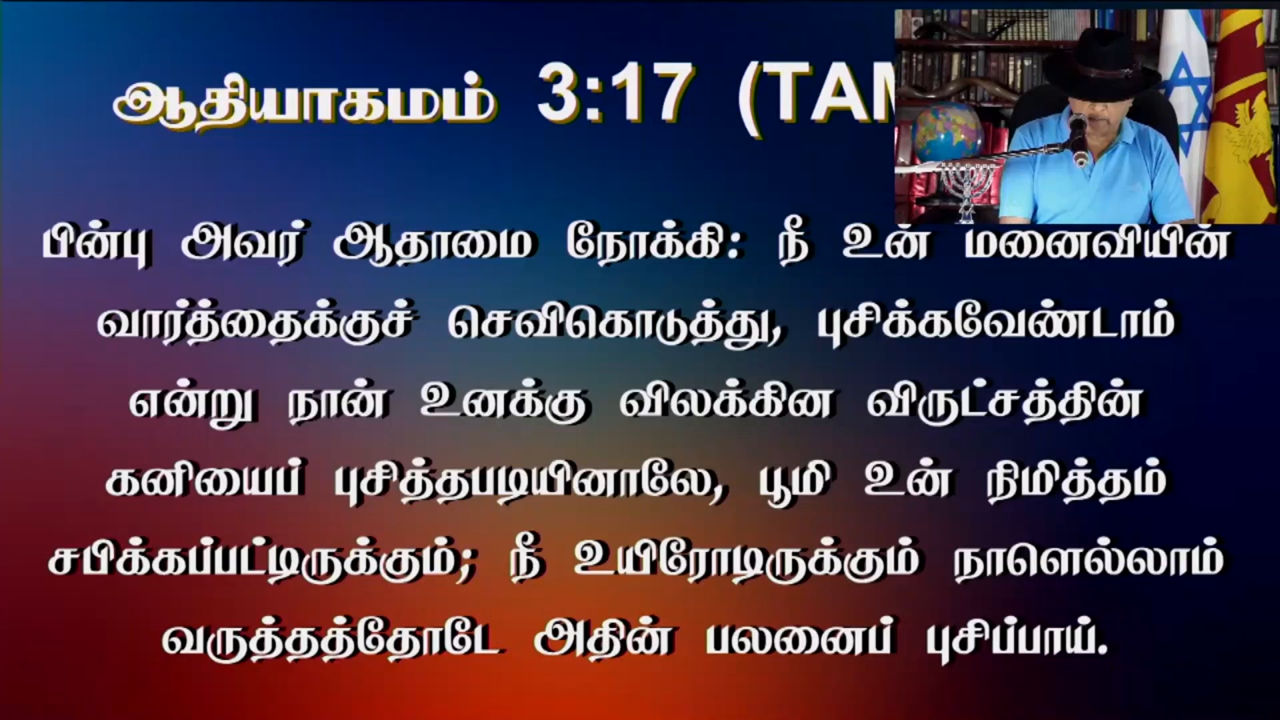 ஆதியாகமம் 3:17 (TAM
பின்பு அவர் ஆதாமை நோக்கி: நீ உன் மனைவியின்
வார்த்தைக்குச் செவிகொடுத்து, புசிக்கவேண்டாம்
என்று நான் உனக்கு விலக்கின விருட்சத்தின்
கனியைப் புசித்தபடியினாலே, பூமி உன் நிமித்தம்
சபிக்கப்பட்டிருக்கும்; நீ உயிரோடிருக்கும் நாளெல்லாம்
வருத்தத்தோடே அதின் பலனைப் புசிப்பாய்.